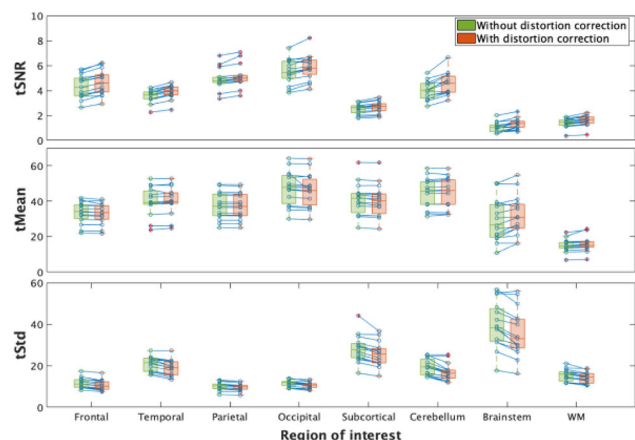 Without distortion correction
With distortion correction
tSNR
10
8
6
4
2
0
tMean
60
40
20
0
tStd
60
40
20
0
Frontal Temporal Parietal Occipital Subcortical Cerebellum Brainstem WM
Region of interest